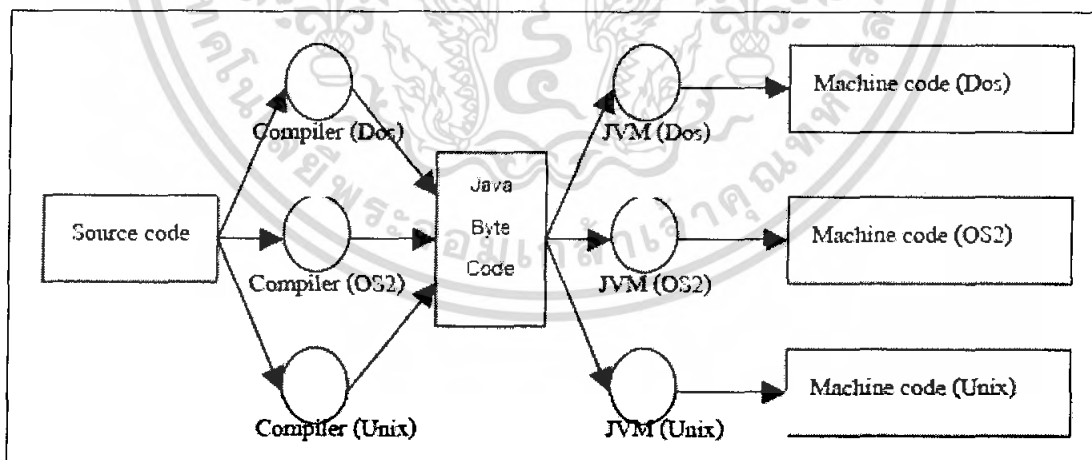 Machine code (Dos)
Compiler (Dos)
JVM (Dos)
Java
Byte
Code
Source code
Machine code (OS2)
Compiler (OS2)
JVM (OS2)
Machine code (Unix)
Compiler (Unix)
JVM (Unix)